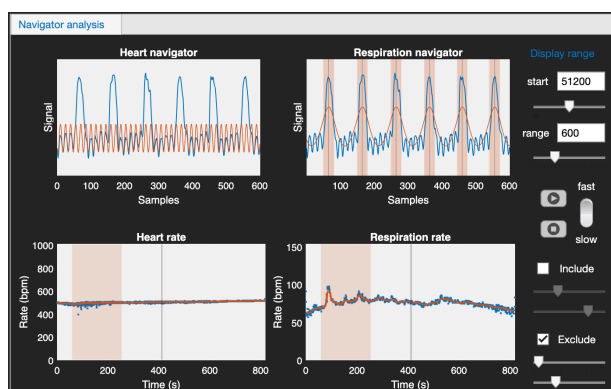 Navigator analysis
Heart navigator
Signal
0 100 200 300 400 500 600
Samples
Respiration navigator
Signal
0 100 200 300 400 500 600
Samples
Heart rate
Rate (bpm)
1000
800
600
400
200
0
0 200 400 600 800
Time (s)
Respiration rate
Rate (bpm)
150
100
50
0
0 200 400 600 800
Time (s)
Display range
start 51200
range 600
fast
slow
Include
Exclude